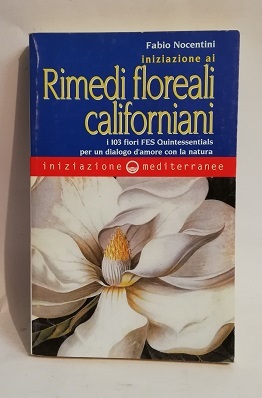 Fabio Nocentini
iniziazione ai
Rimedi floreali
californiani
i 103 fiori FES Quintessentials
per un dialogo d'amore con la natura
iniziazione mediterranee